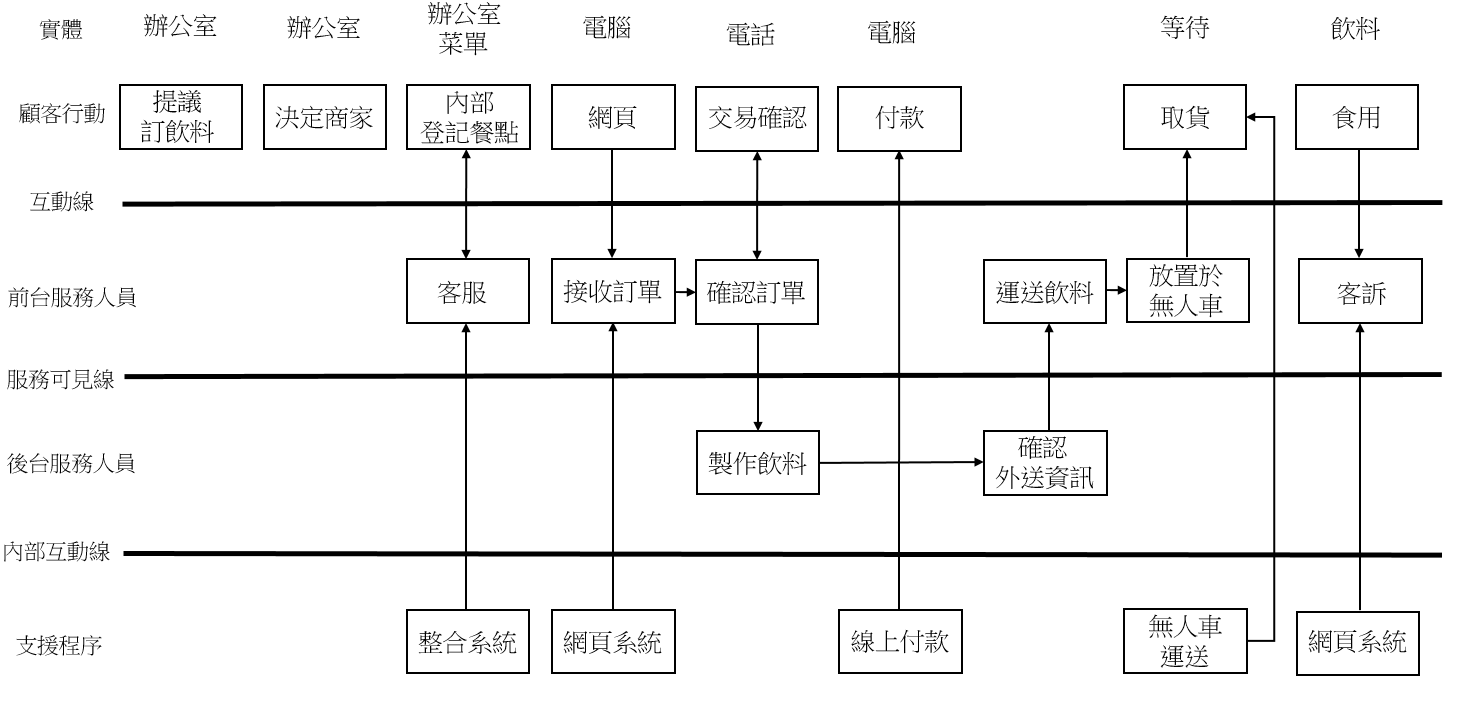 實體
辦公室
辦公室
辦公室
菜單
電腦
電話
電腦
等待
飲料
顧客行動
提議
訂飲料
決定商家
內部
登記餐點
網頁
交易確認
付款
取貨
食用
互動線
前台服務人員
客服
接收訂單
確認訂單
運送飲料
放置於
無人車
客訴
服務可見線
後台服務人員
製作飲料
確認
外送資訊
內部互動線
支援程序
整合系統
網頁系統
線上付款
無人車
運送
網頁系統